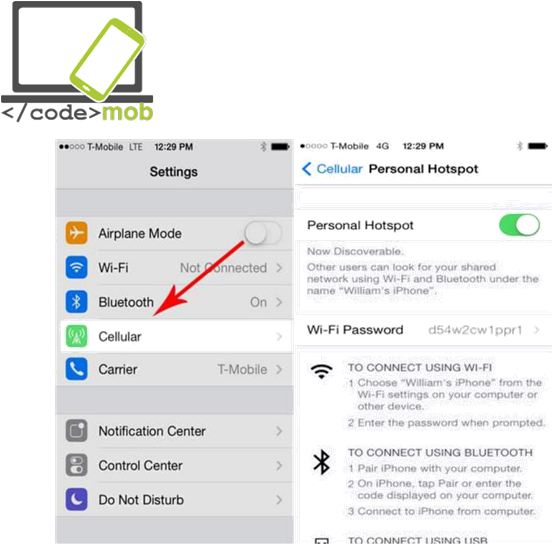 </code>mob
T-Mobile LTE 12:29 PM
Settings
Airplane Mode
Wi-Fi Not Connected
Bluetooth On
Cellular
Carrier T-Mobile
Notification Center
Control Center
Do Not Disturb
T-Mobile 4G 12:29 PM
Cellular Personal Hotspot
Personal Hotspot
Now Discoverable.
Other users can look for your shared
network using Wi-Fi and Bluetooth under the
name “William’s iPhone”.
Wi-Fi Password d54w2cw1ppr1
TO CONNECT USING WI-FI
1 Choose “William’s iPhone” from the
Wi-Fi settings on your computer or
other device.
2 Enter the password when prompted.
TO CONNECT USING BLUETOOTH
1 Pair iPhone with your computer.
2 On iPhone, tap Pair or enter the
code displayed on your computer.
3 Connect to iPhone from computer.
TO CONNECT USING USB